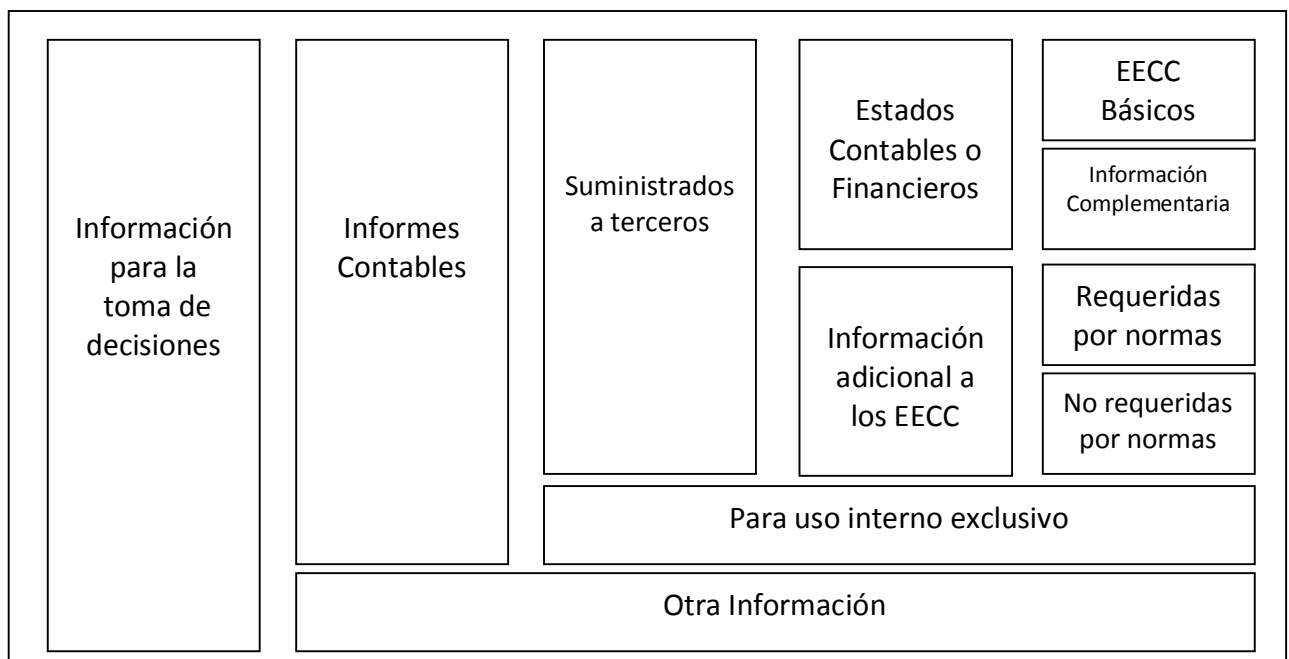 Información
para la
toma de
decisiones
Informes
Contables
Suministrados
a terceros
Estados
Contables o
Financieros
EECC
Básicos
Información
Complementaria
Información
adicional a
los EECC
Requeridas
por normas
No requeridas
por normas
Para uso interno exclusivo
Otra Información